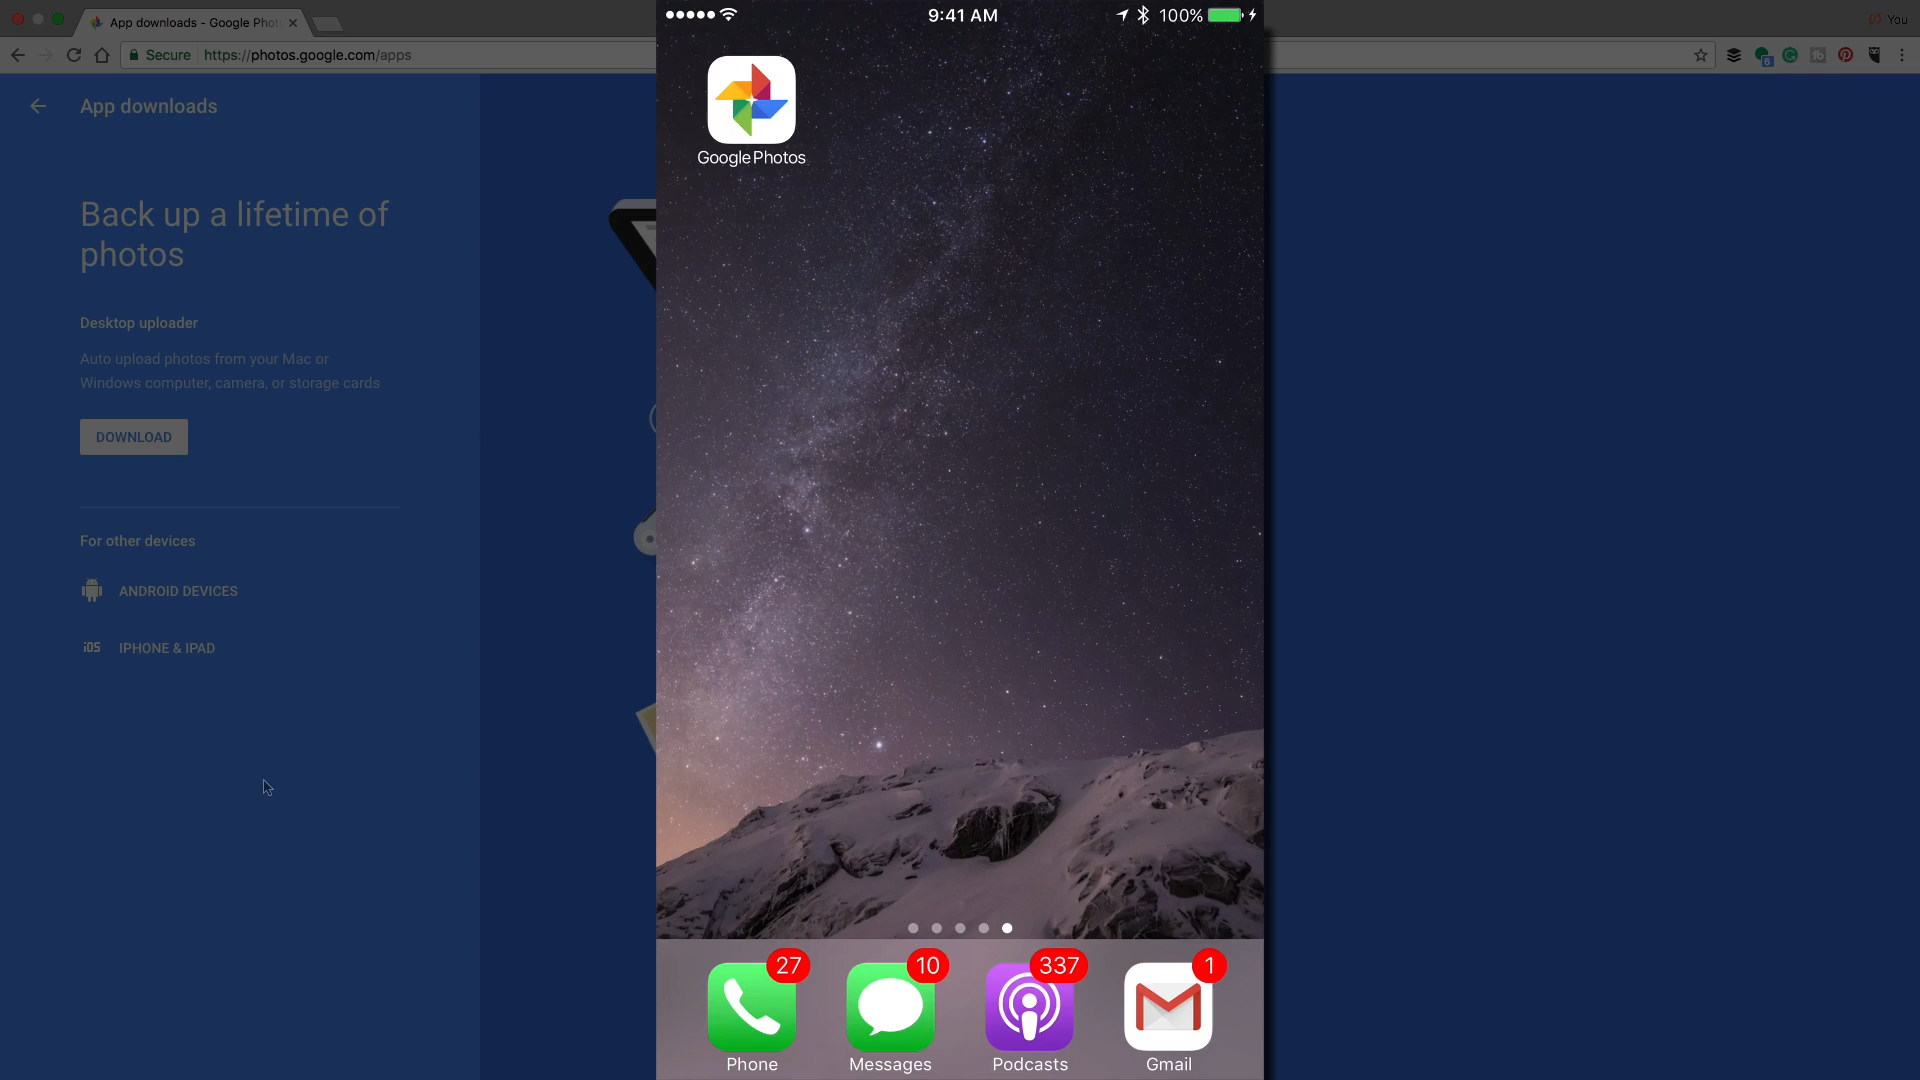 App downloads - Google Phot
You
Secure
https://photos.google.com/apps
6
App downloads
Back up a lifetime of
photos
Desktop uploader
Auto upload photos from your Mac or
Windows computer, camera, or storage cards
DOWNLOAD
For other devices
ANDROID DEVICES
iOS
IPHONE & IPAD
9:41 AM
100%
Google Photos
27
10
337
1
Phone
Messages
Podcasts
Gmail